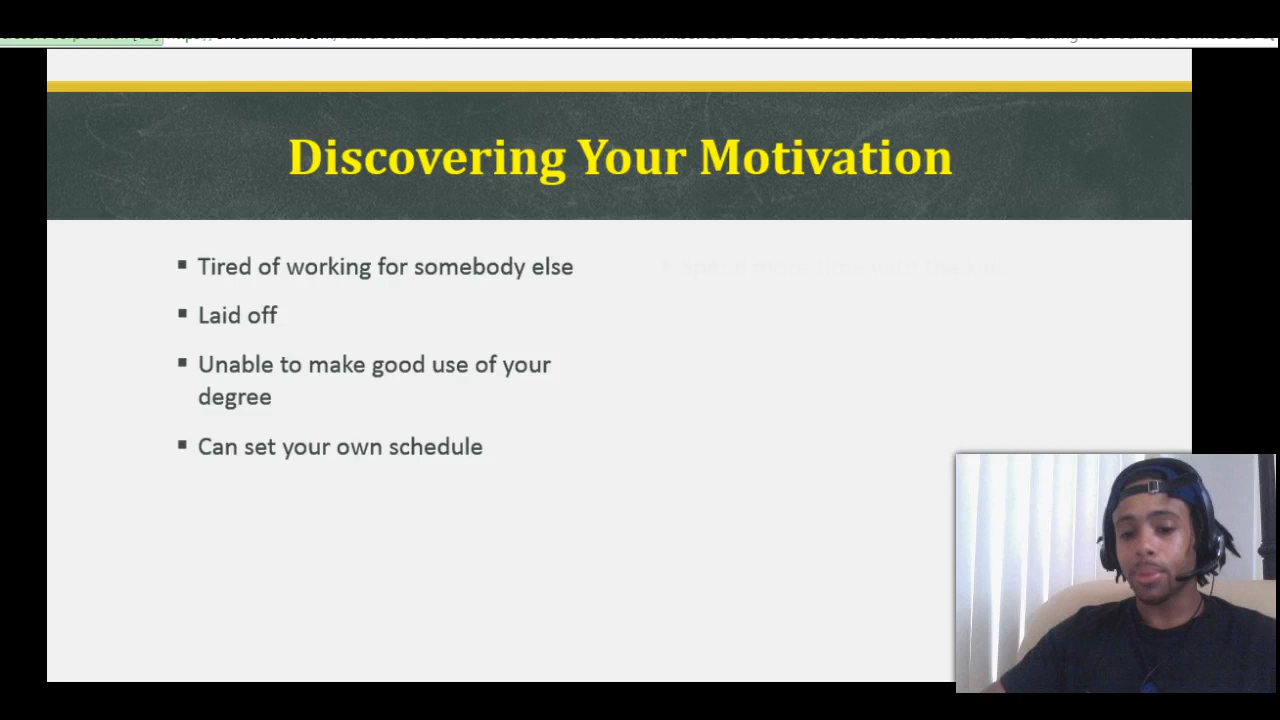 Discovering Your Motivation
▪ Tired of working for somebody else
▪ Laid off
▪ Unable to make good use of your
degree
▪ Can set your own schedule